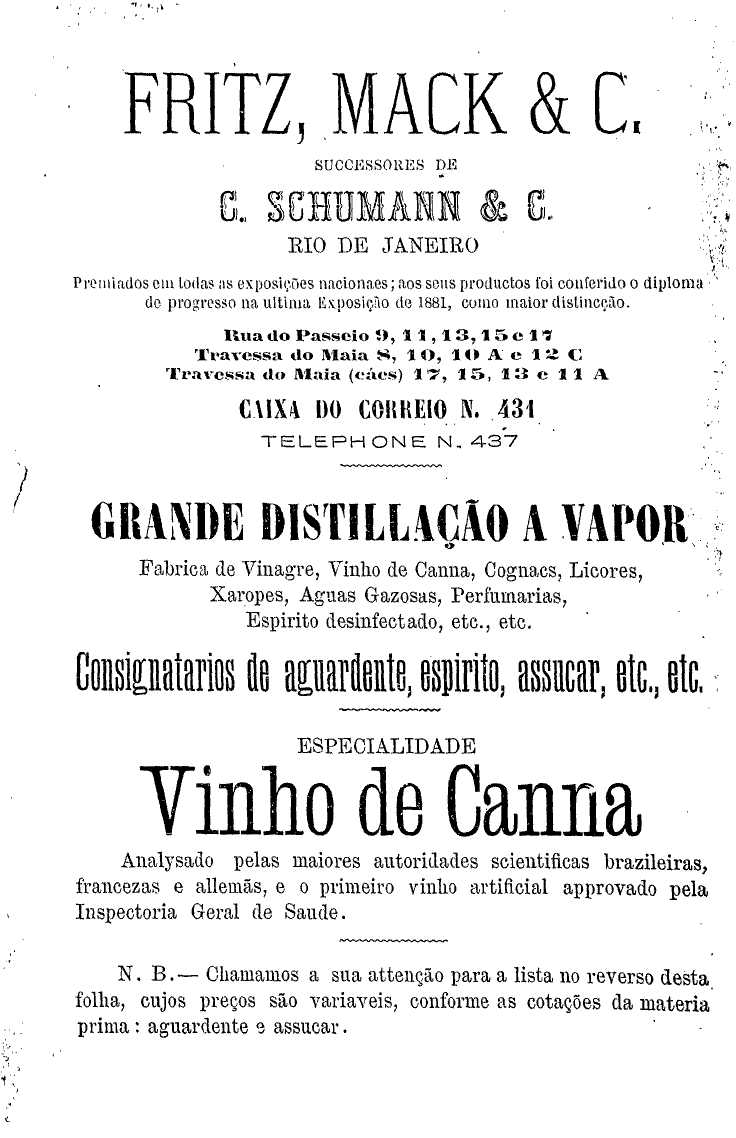 FRITZ, MACK & C.
SUCCESSORES DE
C. SCHUMANN & C.
RIO DE JANEIRO
Premiados em todas as exposições nacionaes; aos seus productos foi conferido o diploma
de progresso na ultima Exposição de 1881, como maior distincção.
Rua do Passeio 9, 11, 13, 15 e 17
Travessa do Maia 8, 10, 10 A e 12 C
Travessa do Maia (cáes) 17, 15, 13 e 11 A
CAIXA DO CORREIO N. 431
TELEPHONE N. 437
GRANDE DISTILLAÇÃO A VAPOR
Fabrica de Vinagre, Vinho de Canna, Cognacs, Licores,
Xaropes, Aguas Gazosas, Perfumarias,
Espirito desinfectado, etc., etc.
Consignatarios de aguardente, espirito, assucar, etc., etc.
ESPECIALIDADE
Vinho de Canna
Analysado pelas maiores autoridades scientificas brazileiras,
francezas e allemãs, e o primeiro vinho artificial approvado pela
Inspectoria Geral de Saude.
N. B.— Chamamos a sua attenção para a lista no reverso desta
folha, cujos preços são variaveis, conforme as cotações da materia
prima : aguardente e assucar.